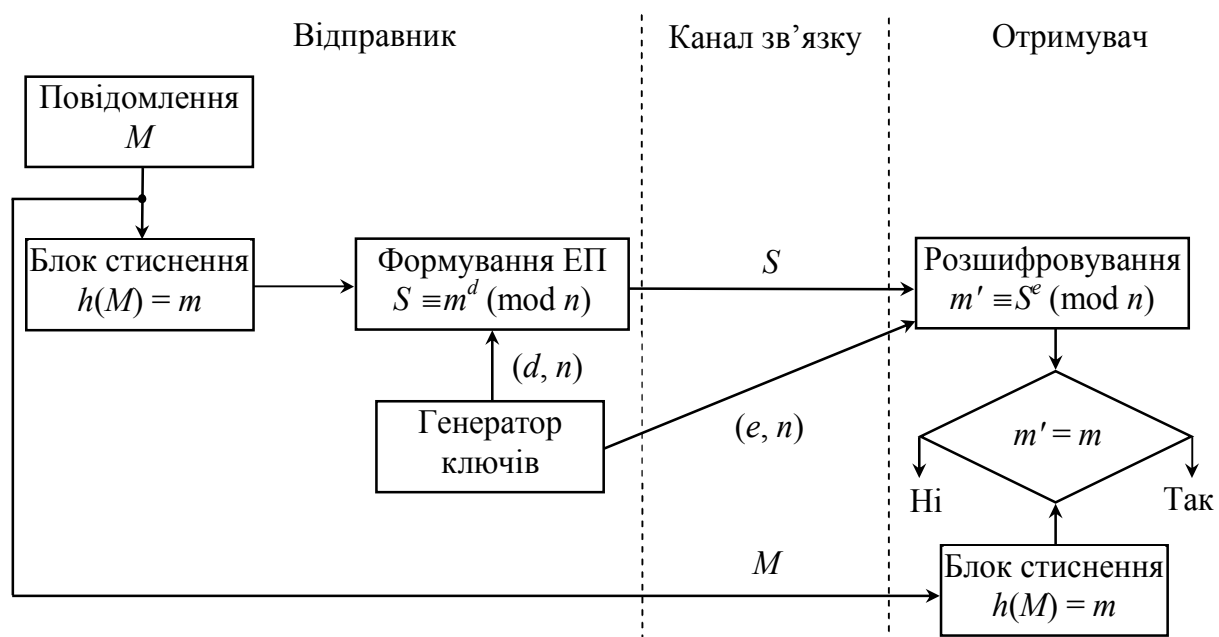 Відправник
Канал зв’язку
Отримувач
Повідомлення
M
Блок стиснення
h(M) = m
Формування ЕП
S ≡m^d (mod n)
S
Розшифровування
m′ ≡S^e (mod n)
(d, n)
Генератор
ключів
(e, n)
m′ = m
Ні
Так
M
Блок стиснення
h(M) = m